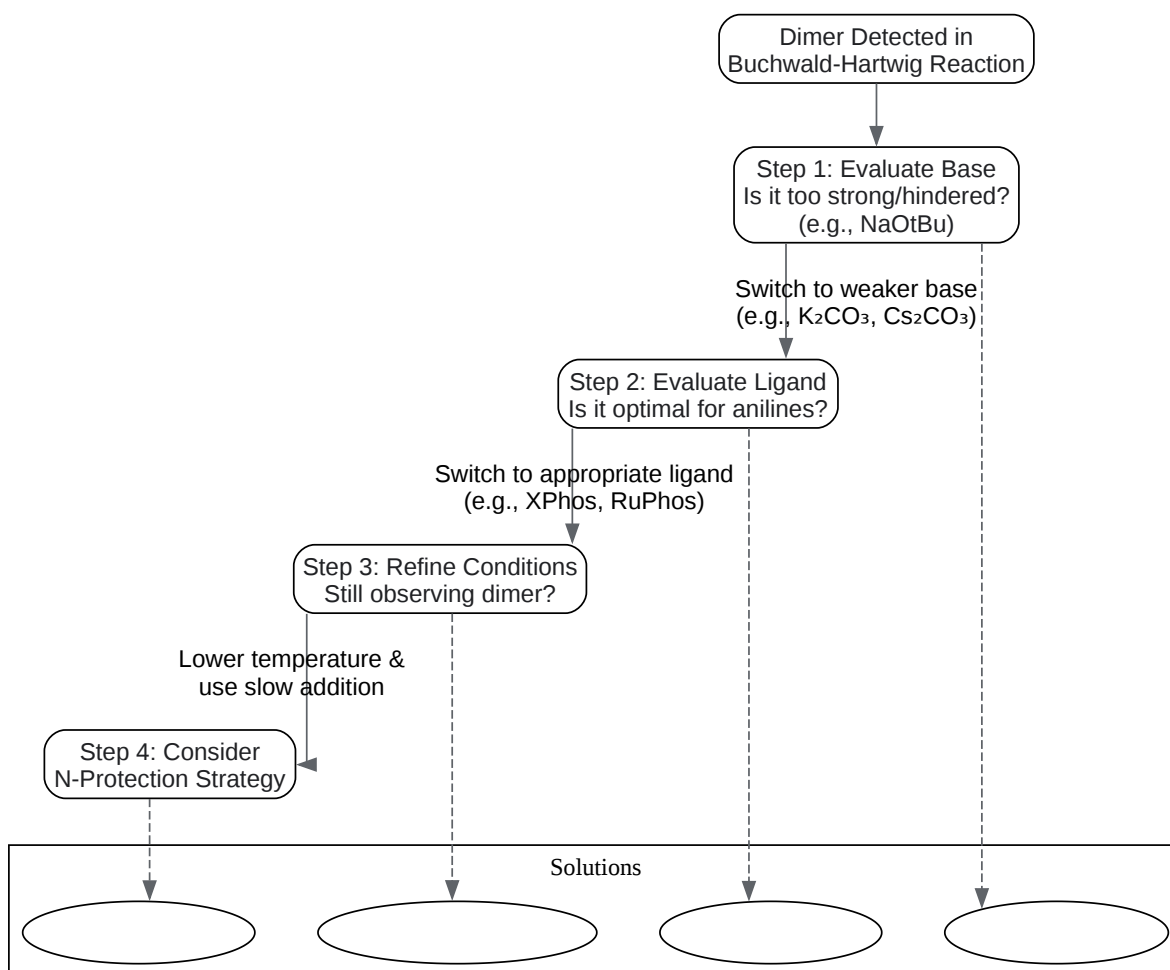 Dimer Detected in
Buchwald-Hartwig Reaction
Step 1: Evaluate Base
Is it too strong/hindered?
(e.g., NaOtBu)
Switch to weaker base
(e.g., K₂CO₃, Cs₂CO₃)
Step 2: Evaluate Ligand
Is it optimal for anilines?
Switch to appropriate ligand
(e.g., XPhos, RuPhos)
Step 3: Refine Conditions
Still observing dimer?
Lower temperature &
use slow addition
Step 4: Consider
N-Protection Strategy
Solutions